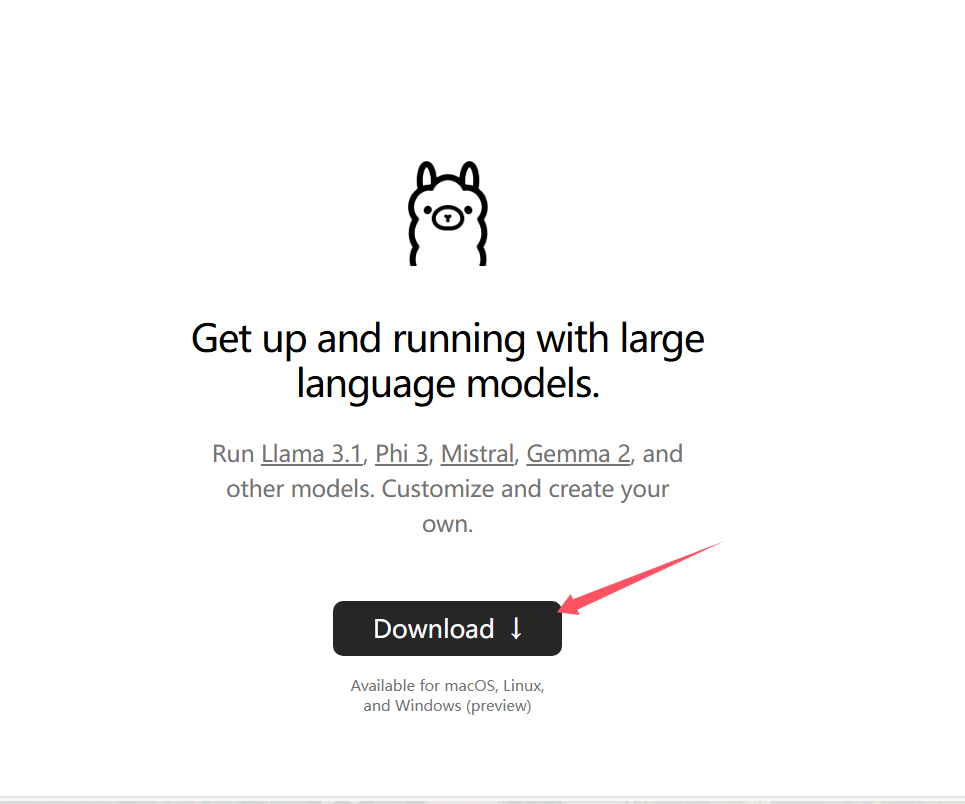 Get up and running with large
language models.
Run Llama 3.1, Phi 3, Mistral, Gemma 2, and
other models. Customize and create your
own.
Download ↓
Available for macOS, Linux,
and Windows (preview)